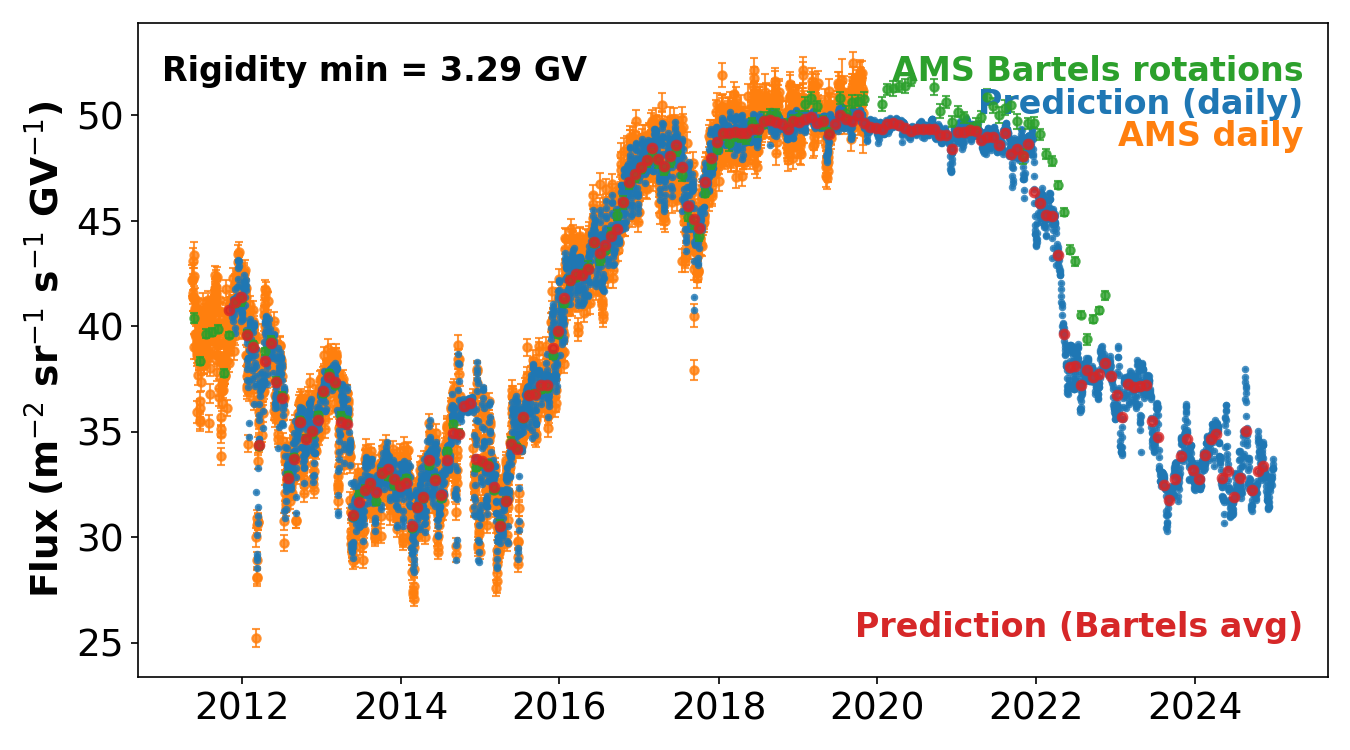 Rigidity min = 3.29 GV
AMS Bartels rotations
Prediction (daily)
AMS daily
Prediction (Bartels avg)
Flux (m⁻² sr⁻¹ s⁻¹ GV⁻¹)
50
45
40
35
30
25
2012 2014 2016 2018 2020 2022 2024